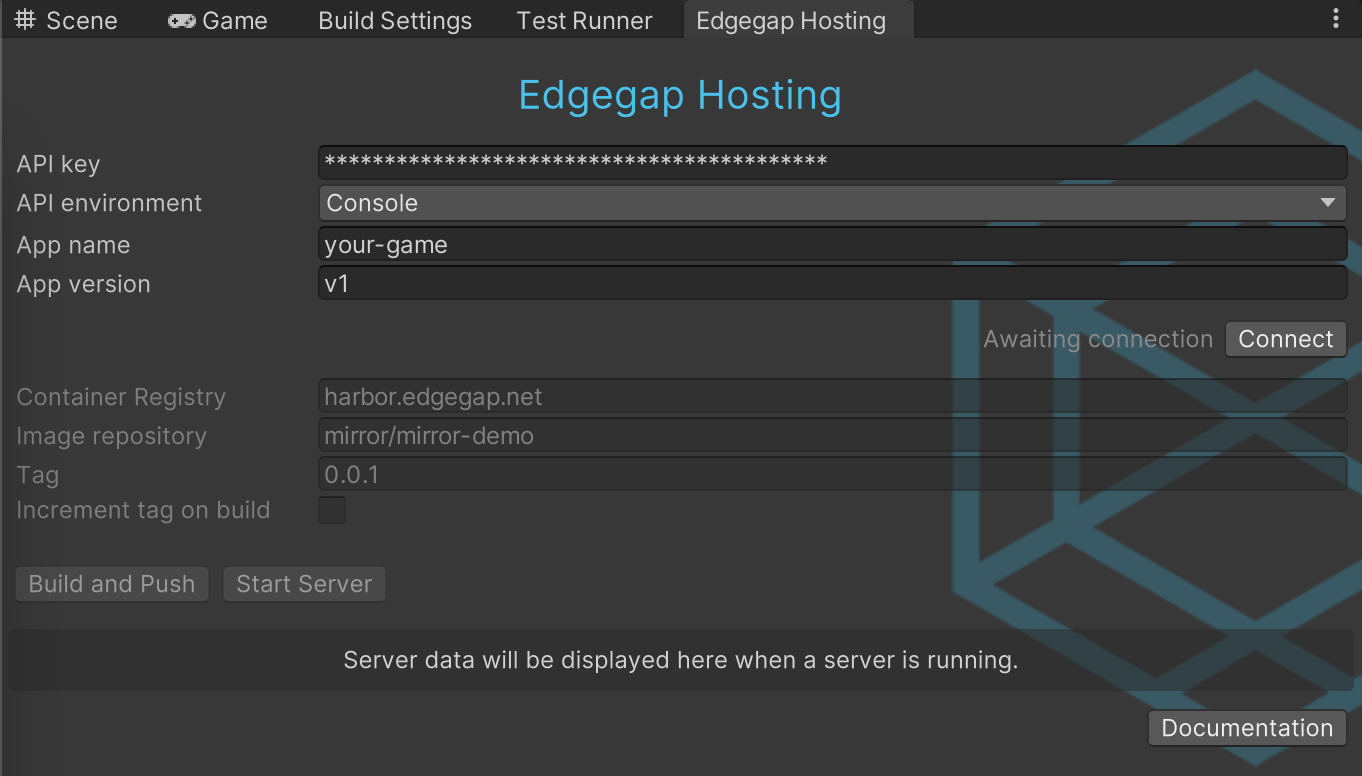 Scene Game Build Settings Test Runner Edgegap Hosting
Edgegap Hosting
API key ******************************************
API environment Console
App name your-game
App version v1
Awaiting connection Connect
Container Registry harbor.edgegap.net
Image repository mirror/mirror-demo
Tag 0.0.1
Increment tag on build
Build and Push Start Server
Server data will be displayed here when a server is running.
Documentation